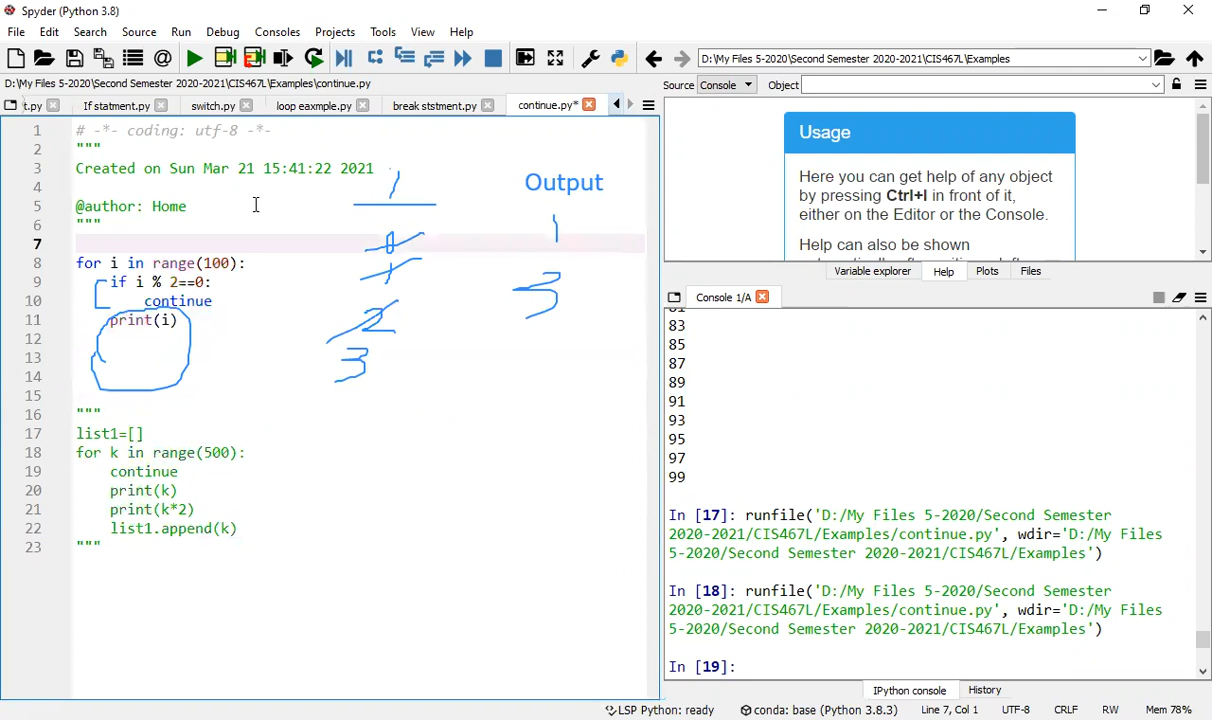 Spyder (Python 3.8)
File Edit Search Source Run Debug Consoles Projects Tools View Help
D:\My Files 5-2020\Second Semester 2020-2021\CIS467L\Examples
D:\My Files 5-2020\Second Semester 2020-2021\CIS467L\Examples\continue.py
t.py If statment.py switch.py loop eaxmple.py break ststment.py continue.py*
1 # -*- coding: utf-8 -*-
2 """
3 Created on Sun Mar 21 15:41:22 2021
4
5 @author: Home
6 """
7
8 for i in range(100):
9 if i % 2==0:
10 continue
11 print(i)
12
13
14
15
16 """
17 list1=[]
18 for k in range(500):
19 continue
20 print(k)
21 print(k*2)
22 list1.append(k)
23 """
0
1
2
3
Output
1
3
Source Console Object
Usage
Here you can get help of any object
by pressing Ctrl+I in front of it,
either on the Editor or the Console.
Help can also be shown
Variable explorer Help Plots Files
Console 1/A
83
85
87
89
91
93
95
97
99
In [17]: runfile('D:/My Files 5-2020/Second Semester
2020-2021/CIS467L/Examples/continue.py', wdir='D:/My Files
5-2020/Second Semester 2020-2021/CIS467L/Examples')
In [18]: runfile('D:/My Files 5-2020/Second Semester
2020-2021/CIS467L/Examples/continue.py', wdir='D:/My Files
5-2020/Second Semester 2020-2021/CIS467L/Examples')
In [19]:
IPython console History
LSP Python: ready conda: base (Python 3.8.3) Line 7, Col 1 UTF-8 CRLF RW Mem 78%